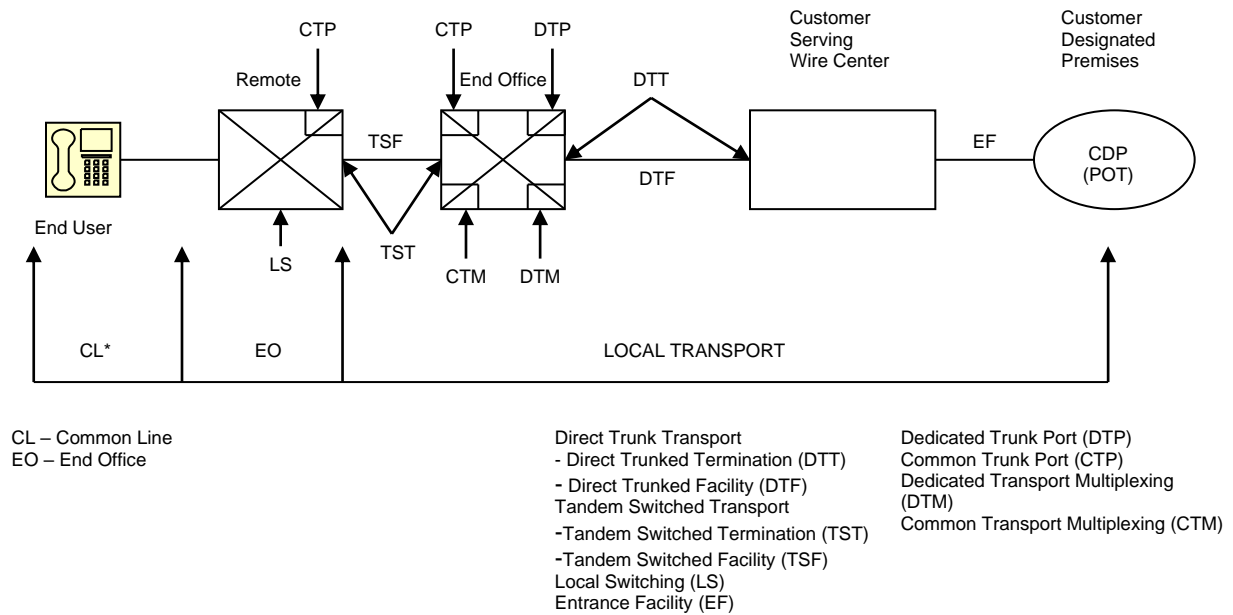 Customer
Serving
Wire Center
Customer
Designated
Premises
CTP
CTP
DTP
Remote
End Office
DTT
TSF
DTF
EF
CDP
(POT)
End User
LS
TST
CTM
DTM
CL*
EO
LOCAL TRANSPORT
CL – Common Line
EO – End Office
Direct Trunk Transport
- Direct Trunked Termination (DTT)
- Direct Trunked Facility (DTF)
Tandem Switched Transport
-Tandem Switched Termination (TST)
-Tandem Switched Facility (TSF)
Local Switching (LS)
Entrance Facility (EF)
Dedicated Trunk Port (DTP)
Common Trunk Port (CTP)
Dedicated Transport Multiplexing
(DTM)
Common Transport Multiplexing (CTM)